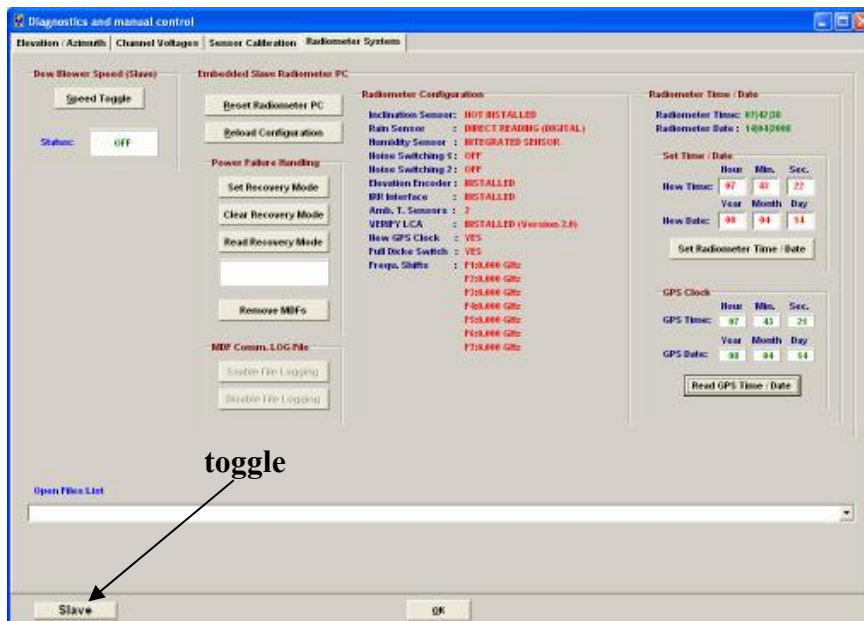 Diagnostics and manual control
Elevation / Azimuth Channel Voltages Sensor Calibration Radiometer System
Dew Blower Speed (Slave)
Speed Toggle
Status: OFF
Embedded Slave Radiometer PC
Reset Radiometer PC
Reload Configuration
Power Failure Handling
Set Recovery Mode
Clear Recovery Mode
Read Recovery Mode
Remove MDFs
MDF Comm. LOG File
Enable File Logging
Disable File Logging
Radiometer Configuration
Inclination Sensor: NOT INSTALLED
Rain Sensor : DIRECT READING (DIGITAL)
Humidity Sensor : INTEGRATED SENSOR
Noise Switching 1: OFF
Noise Switching 2: OFF
Elevation Encoder: INSTALLED
IRR Interface : INSTALLED
Amb. T. Sensors : 2
VERIFY LCA : INSTALLED (Version 2.0)
New GPS Clock : YES
Full Dicke Switch : YES
Frequ. Shifts : F1:0.000 GHz
F2:0.000 GHz
F3:0.000 GHz
F4:0.000 GHz
F5:0.000 GHz
F6:0.000 GHz
F7:0.000 GHz
Radiometer Time / Date
Radiometer Time:
Radiometer Date :
Set Time / Date
Hour Min. Sec.
New Time: 07 43 22
Year Month Day
New Date: 08 04 14
Set Radiometer Time / Date
GPS Clock
Hour Min. Sec.
GPS Time: 07 43
Year Month Day
GPS Date: 08 04 14
Read GPS Time / Date
toggle
Open Files List
Slave
OK